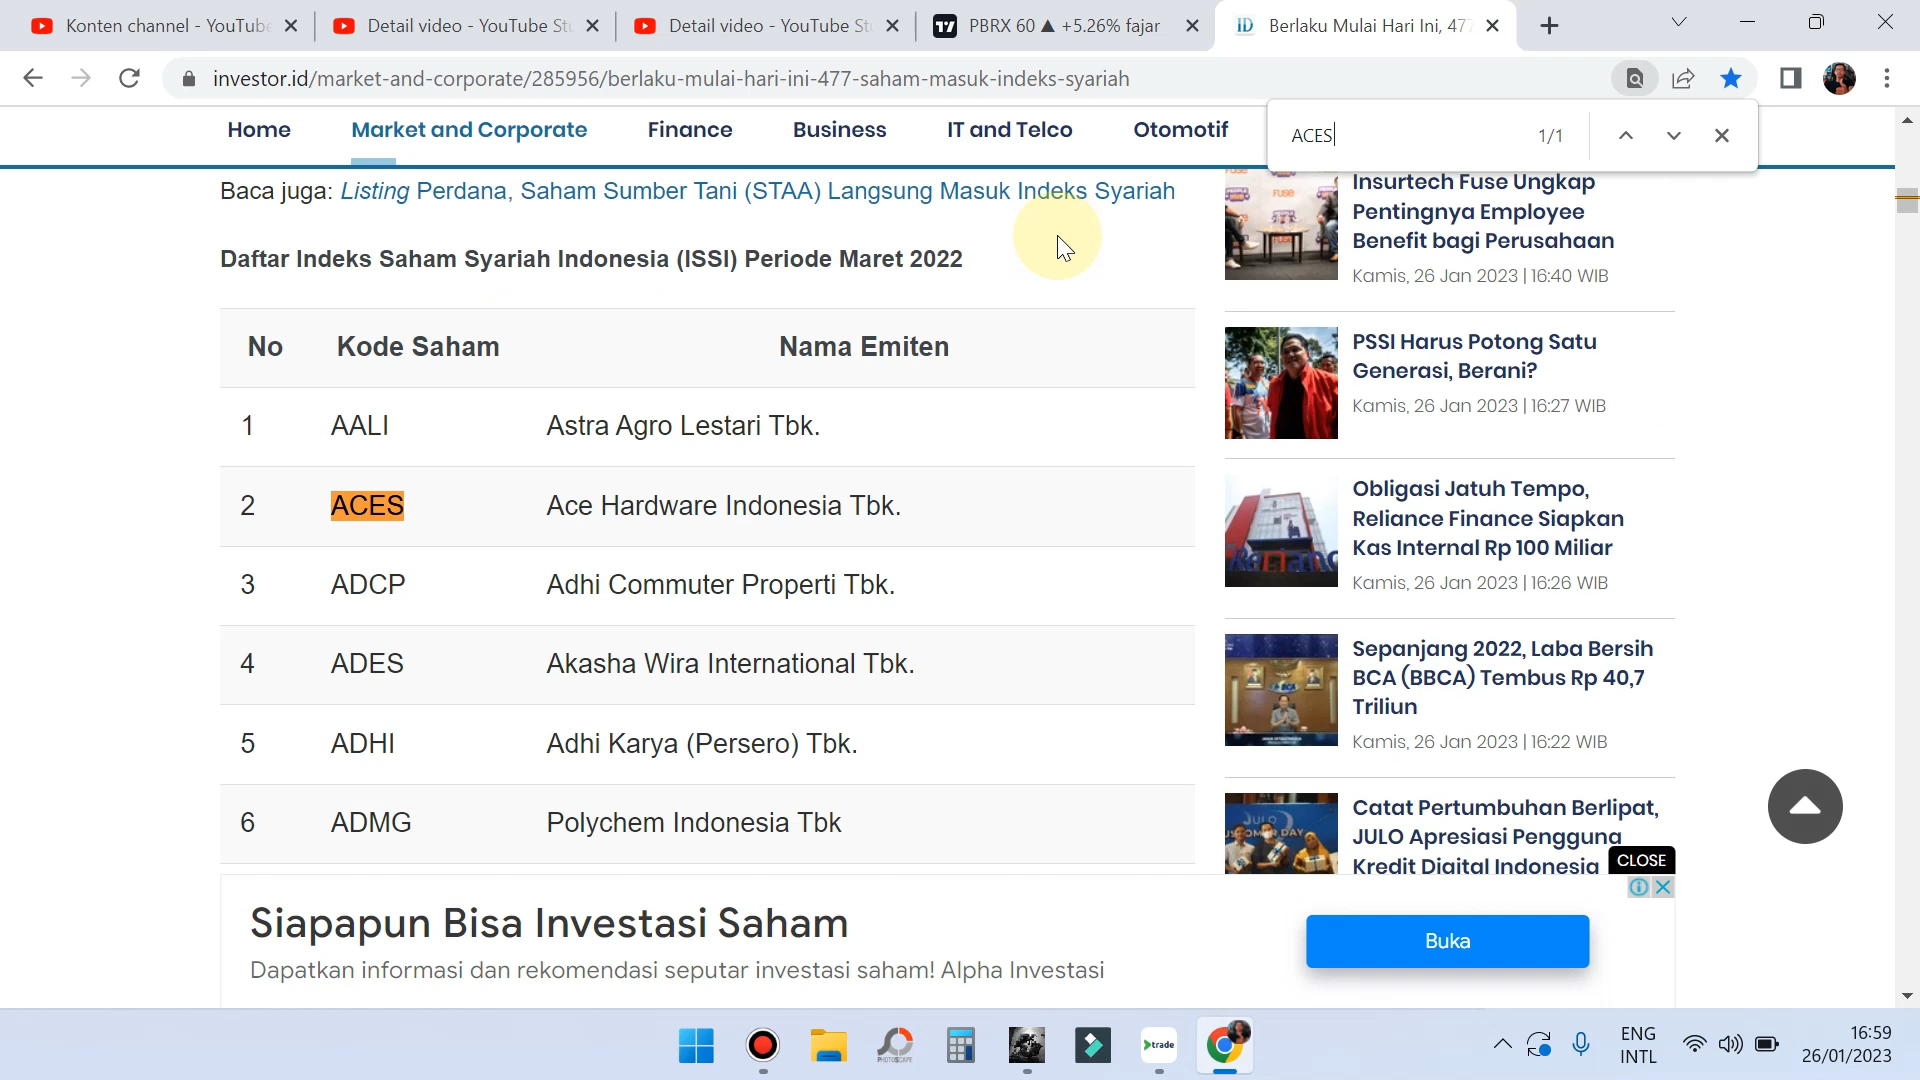 Konten channel - YouTube
Detail video - YouTube Stu
Detail video - YouTube Stu
PBRX 60 ▲ +5.26% fajar
Berlaku Mulai Hari Ini, 477
investor.id/market-and-corporate/285956/berlaku-mulai-hari-ini-477-saham-masuk-indeks-syariah
Home
Market and Corporate
Finance
Business
IT and Telco
Otomotif
ACES
1/1
Baca juga: Listing Perdana, Saham Sumber Tani (STAA) Langsung Masuk Indeks Syariah
Daftar Indeks Saham Syariah Indonesia (ISSI) Periode Maret 2022
No Kode Saham Nama Emiten
1 AALI Astra Agro Lestari Tbk.
2 ACES Ace Hardware Indonesia Tbk.
3 ADCP Adhi Commuter Properti Tbk.
4 ADES Akasha Wira International Tbk.
5 ADHI Adhi Karya (Persero) Tbk.
6 ADMG Polychem Indonesia Tbk
Insurtech Fuse Ungkap
Pentingnya Employee
Benefit bagi Perusahaan
Kamis, 26 Jan 2023 | 16:40 WIB
PSSI Harus Potong Satu
Generasi, Berani?
Kamis, 26 Jan 2023 | 16:27 WIB
Obligasi Jatuh Tempo,
Reliance Finance Siapkan
Kas Internal Rp 100 Miliar
Kamis, 26 Jan 2023 | 16:26 WIB
Sepanjang 2022, Laba Bersih
BCA (BBCA) Tembus Rp 40,7
Triliun
Kamis, 26 Jan 2023 | 16:22 WIB
Catat Pertumbuhan Berlipat,
JULO Apresiasi Pengguna
Kredit Digital Indonesia
CLOSE
Siapapun Bisa Investasi Saham
Dapatkan informasi dan rekomendasi seputar investasi saham! Alpha Investasi
Buka
PHOTOSCAPE
trade
ENG
INTL
16:59
26/01/2023